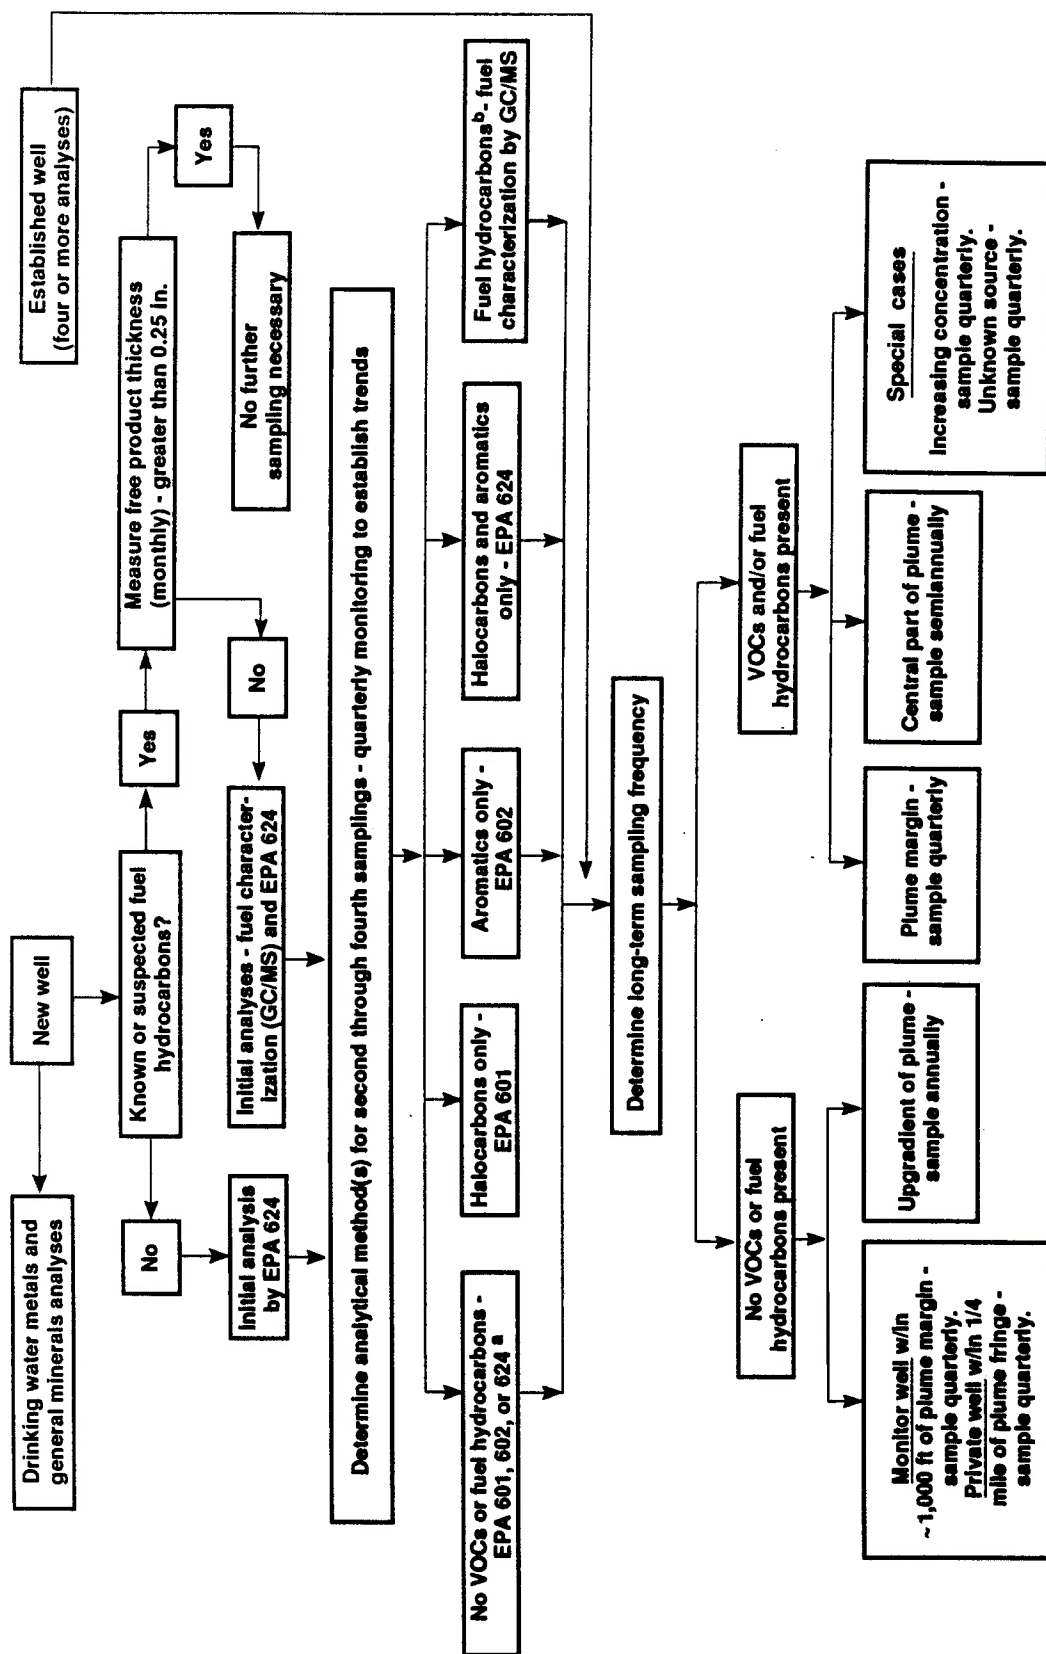 Drinking water metals and
general minerals analyses
New well
Established well
(four or more analyses)
Known or suspected fuel
hydrocarbons?
No
Yes
Measure free product thickness
(monthly) - greater than 0.25 in.
Yes
Initial analysis
by EPA 624
Initial analyses - fuel character-
ization (GC/MS) and EPA 624
No
No further
sampling necessary
Determine analytical method(s) for second through fourth samplings - quarterly monitoring to establish trends
No VOCs or fuel hydrocarbons -
EPA 601, 602, or 624 a
Halocarbons only -
EPA 601
Aromatics only -
EPA 602
Halocarbons and aromatics
only - EPA 624
Fuel hydrocarbonsb - fuel
characterization by GC/MS
Determine long-term sampling frequency
No VOCs or fuel
hydrocarbons present
VOCs and/or fuel
hydrocarbons present
Monitor well w/in
~1,000 ft of plume margin -
sample quarterly.
Private well w/in 1/4
mile of plume fringe -
sample quarterly.
Upgradient of plume -
sample annually
Plume margin -
sample quarterly
Central part of plume -
sample semiannually
Special cases
Increasing concentration -
sample quarterly.
Unknown source -
sample quarterly.